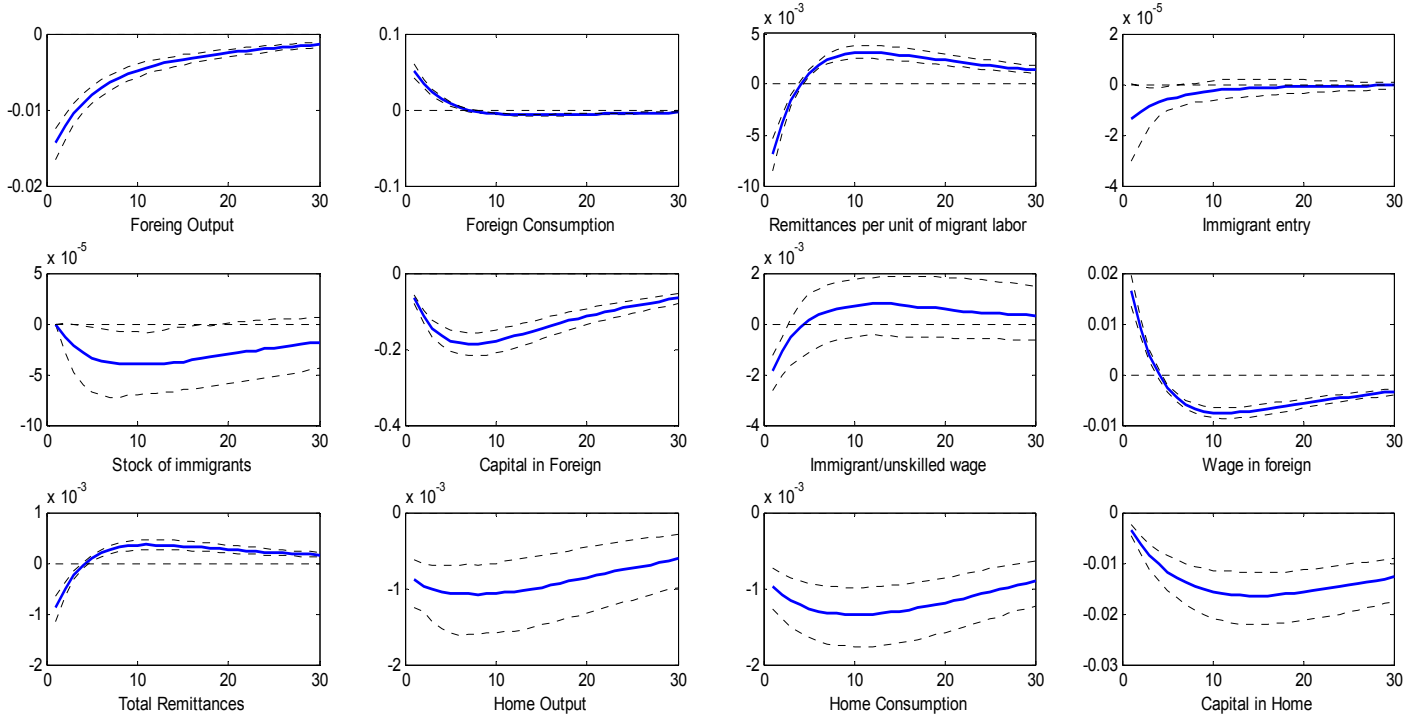 0
-0.01
-0.02
0 10 20 30
Foreing Output
0.1
0
-0.1
0 10 20 30
Foreign Consumption
x 10^-3
5
0
-5
-10
0 10 20 30
Remittances per unit of migrant labor
x 10^-5
2
0
-2
-4
0 10 20 30
Immigrant entry
x 10^-5
5
0
-5
-10
0 10 20 30
Stock of immigrants
0
-0.2
-0.4
0 10 20 30
Capital in Foreign
x 10^-3
2
0
-2
-4
0 10 20 30
Immigrant/unskilled wage
0.02
0.01
0
-0.01
0 10 20 30
Wage in foreign
x 10^-3
1
0
-1
-2
0 10 20 30
Total Remittances
x 10^-3
0
-1
-2
0 10 20 30
Home Output
x 10^-3
0
-1
-2
0 10 20 30
Home Consumption
0
-0.01
-0.02
-0.03
0 10 20 30
Capital in Home